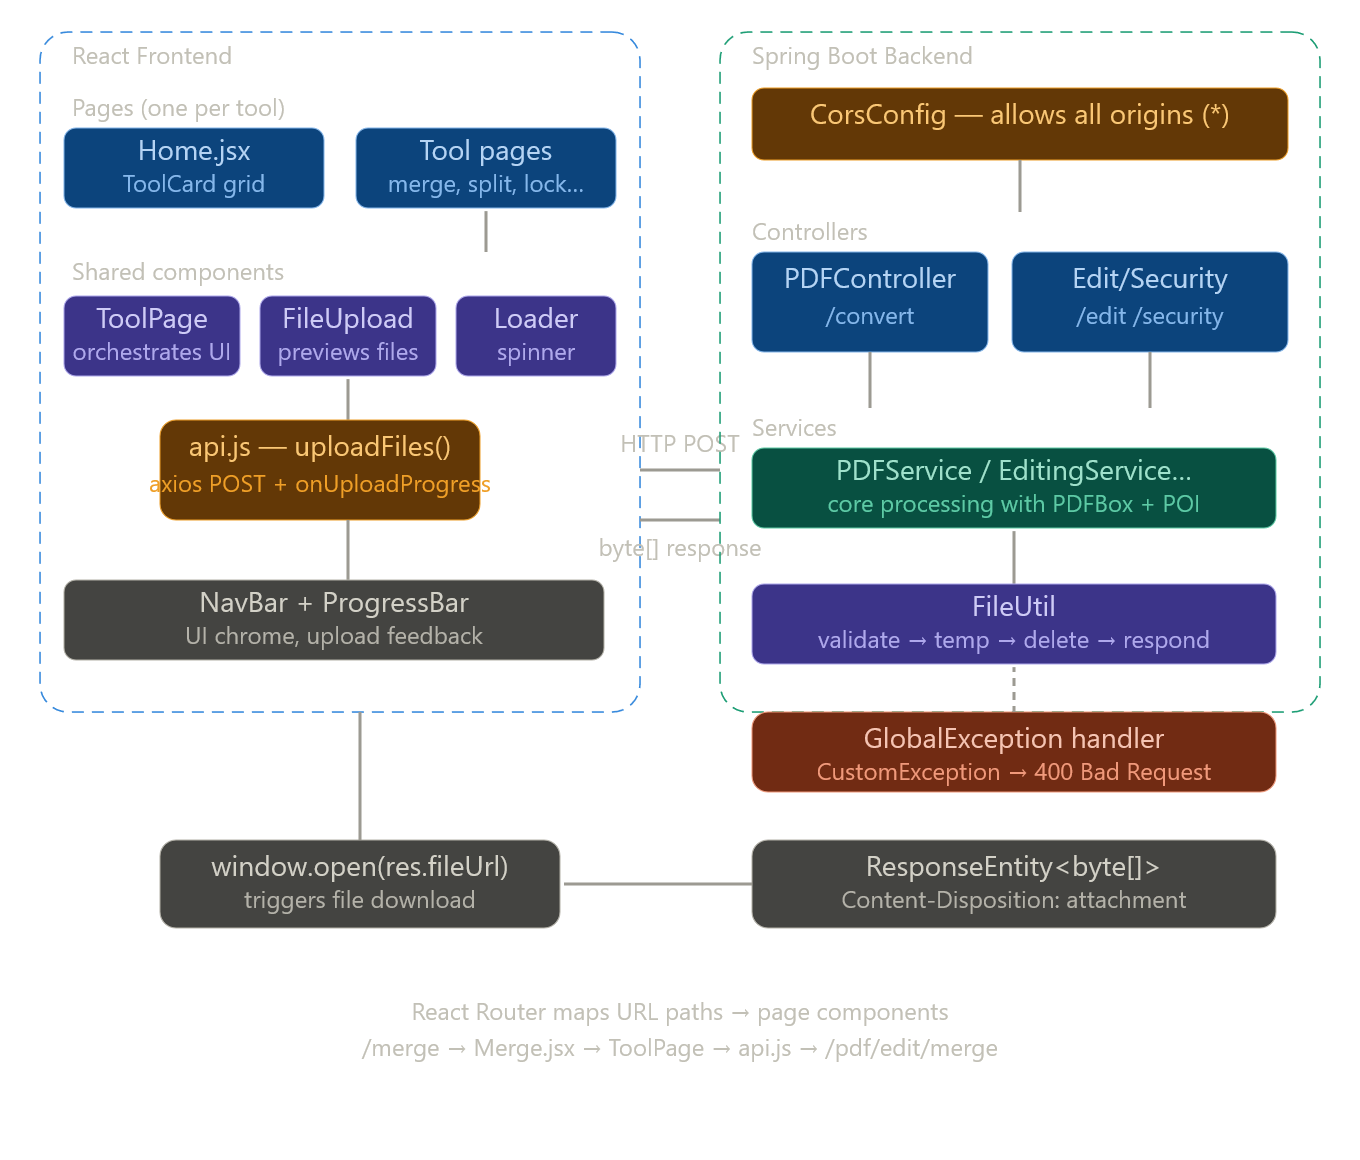 React Frontend
Pages (one per tool)
Home.jsx
ToolCard grid
Tool pages
merge, split, lock...
Shared components
ToolPage
orchestrates UI
FileUpload
previews files
Loader
spinner
api.js — uploadFiles()
axios POST + onUploadProgress
NavBar + ProgressBar
UI chrome, upload feedback
HTTP POST
byte[] response
Spring Boot Backend
CorsConfig — allows all origins (*)
Controllers
PDFController
/convert
Edit/Security
/edit /security
Services
PDFService / EditingService...
core processing with PDFBox + POI
FileUtil
validate → temp → delete → respond
GlobalException handler
CustomException → 400 Bad Request
window.open(res.fileUrl)
triggers file download
ResponseEntity<byte[]>
Content-Disposition: attachment
React Router maps URL paths → page components
/merge → Merge.jsx → ToolPage → api.js → /pdf/edit/merge